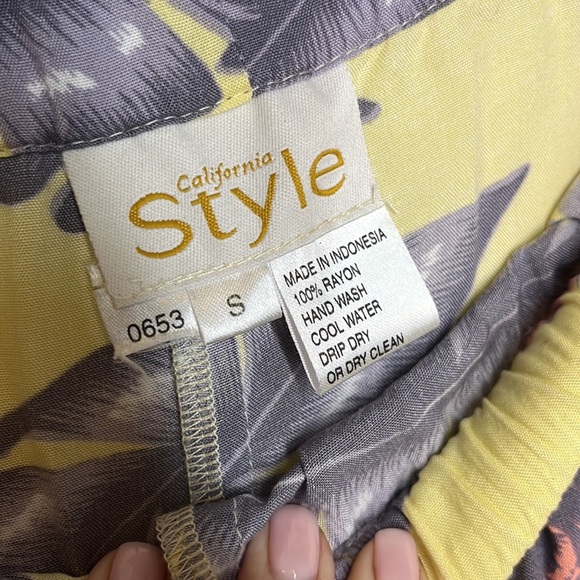 California
Style
0653
S
MADE IN INDONESIA
100% RAYON
HAND WASH
COOL WATER
DRIP DRY
OR DRY CLEAN